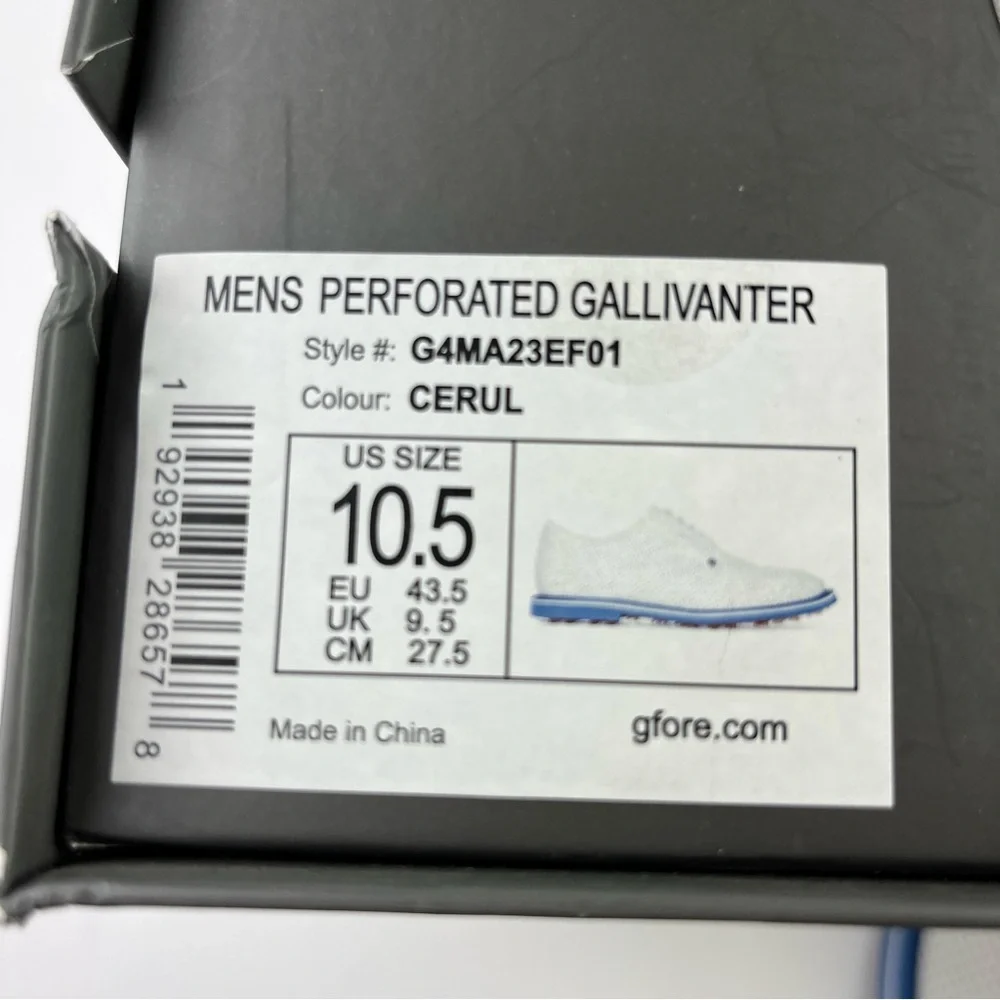 MENS PERFORATED GALLIVANTER
Style #: G4MA23EF01
Colour: CERUL
1 92938 28657 8
US SIZE
10.5
EU 43.5
UK 9.5
CM 27.5
Made in China
gfore.com